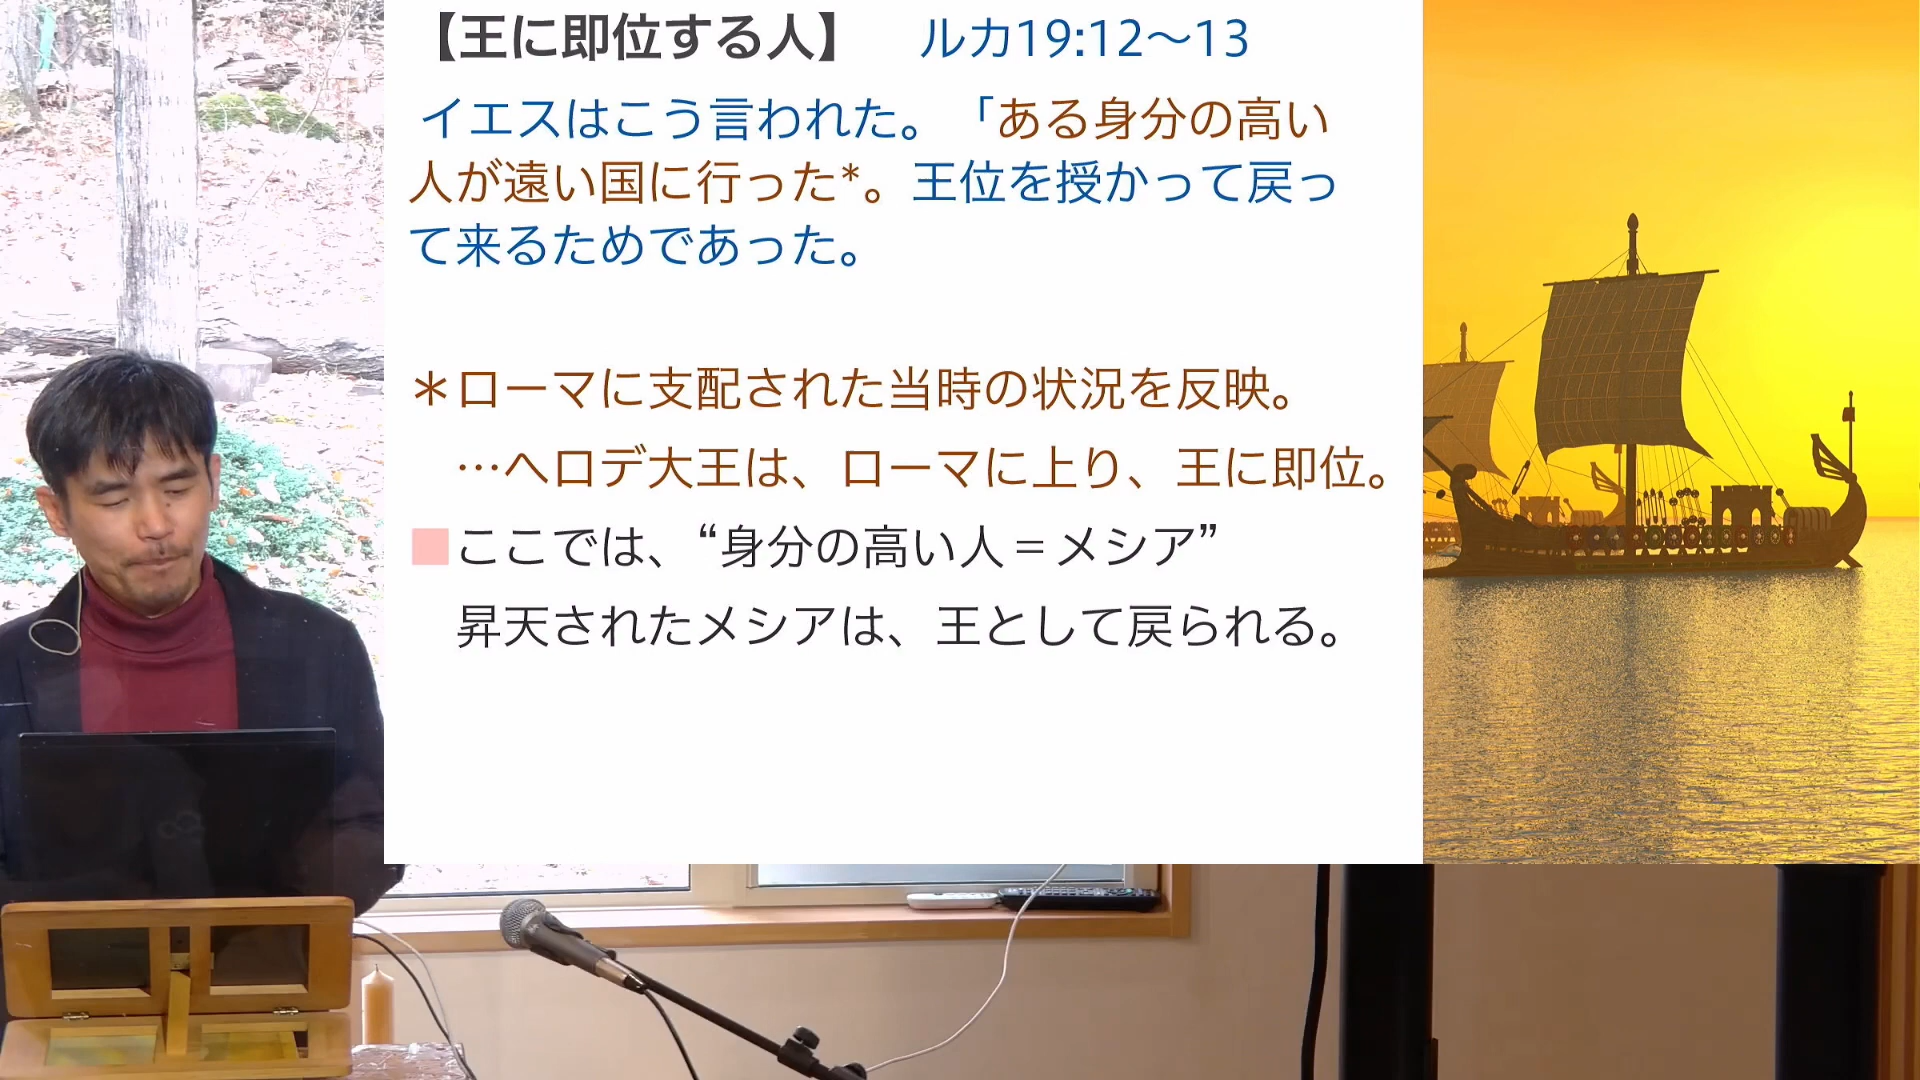 【王に即位する人】 ルカ19:12～13
イエスはこう言われた。「ある身分の高い
人が遠い国に行った*。王位を授かって戻っ
て来るためであった。
＊ローマに支配された当時の状況を反映。
…ヘロデ大王は、ローマに上り、王に即位。
ここでは、“身分の高い人＝メシア”
昇天されたメシアは、王として戻られる。